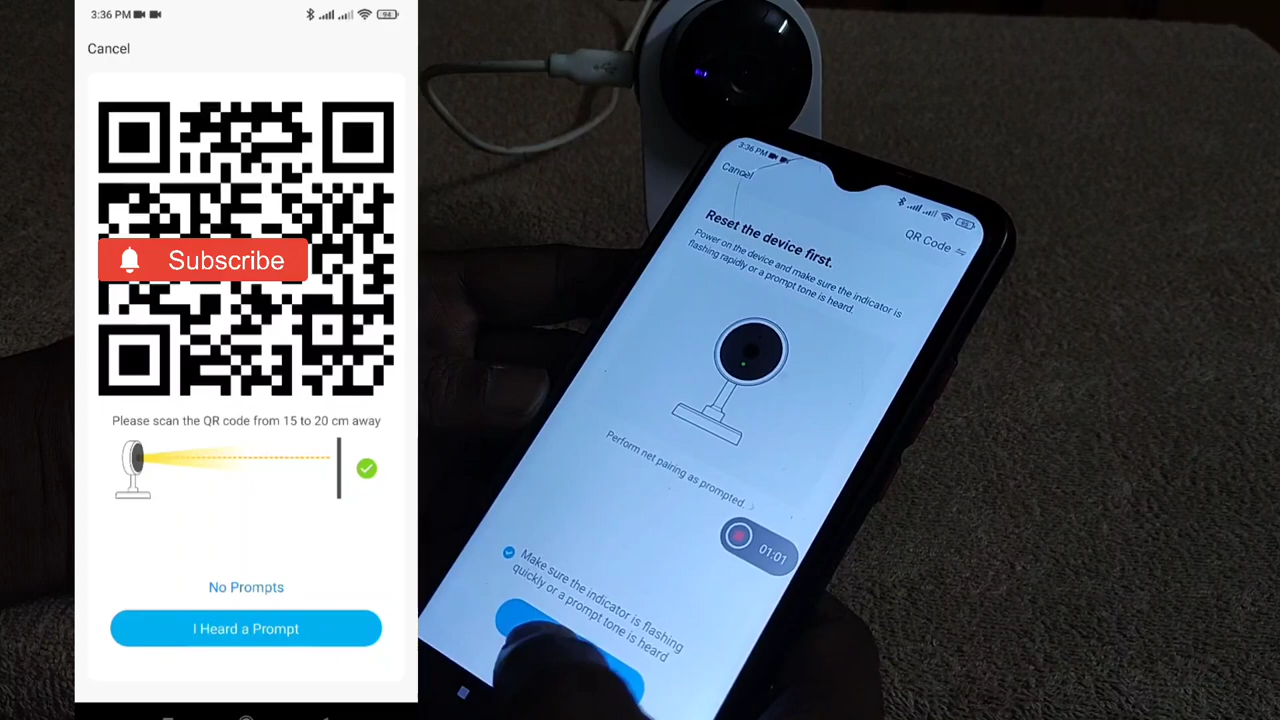 3:36 PM
94
Cancel
Subscribe
Please scan the QR code from 15 to 20 cm away
No Prompts
I Heard a Prompt
3:36 PM
Cancel
QR Code
Reset the device first.
Power on the device and make sure the indicator is
flashing rapidly or a prompt tone is heard.
Perform net pairing as prompted.
01:01
Make sure the indicator is flashing
quickly or a prompt tone is heard